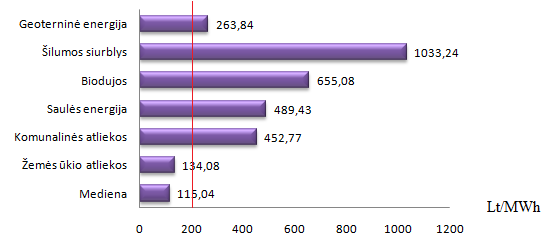 Geoterninė energija 263,84
Šilumos siurblys 1033,24
Biodujos 655,08
Saulės energija 489,43
Komunalinės atliekos 452,77
Žemės ūkio atliekos 134,08
Mediena 115,04
Lt/MWh
0 200 400 600 800 1000 1200